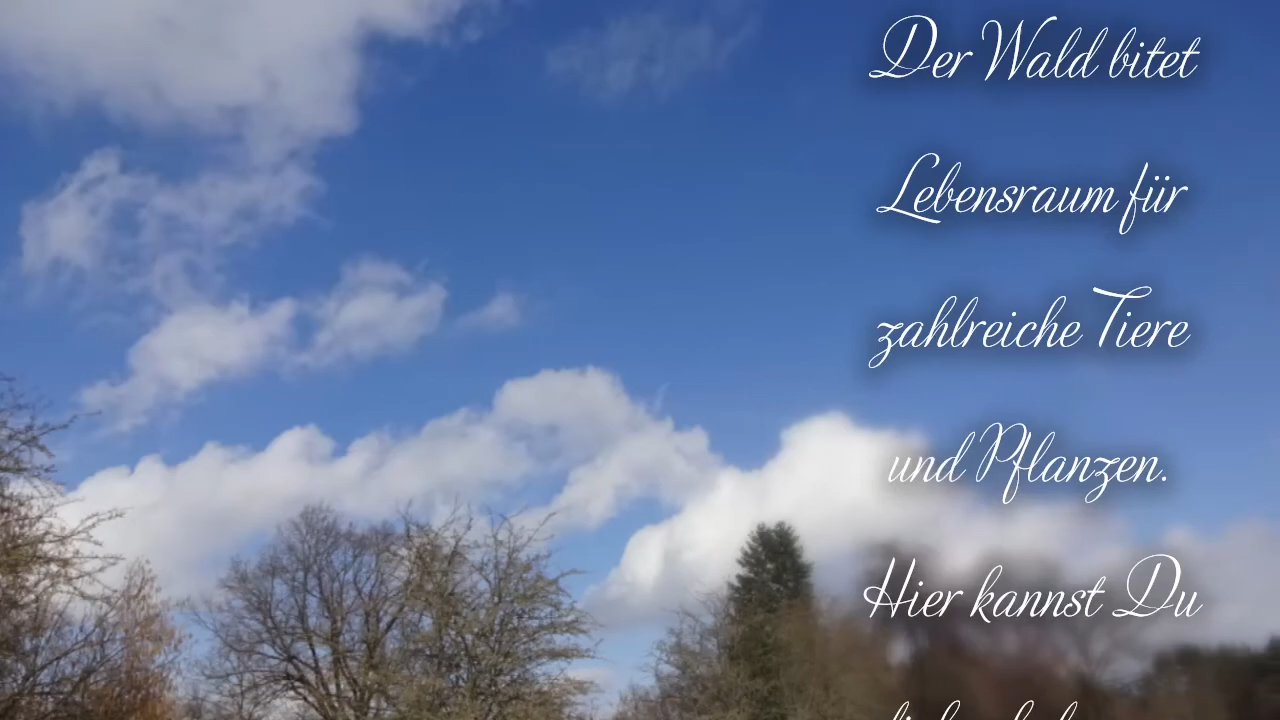 Der Wald bitet
Lebensraum für
zahlreiche Tiere
und Pflanzen.
Hier kannst Du